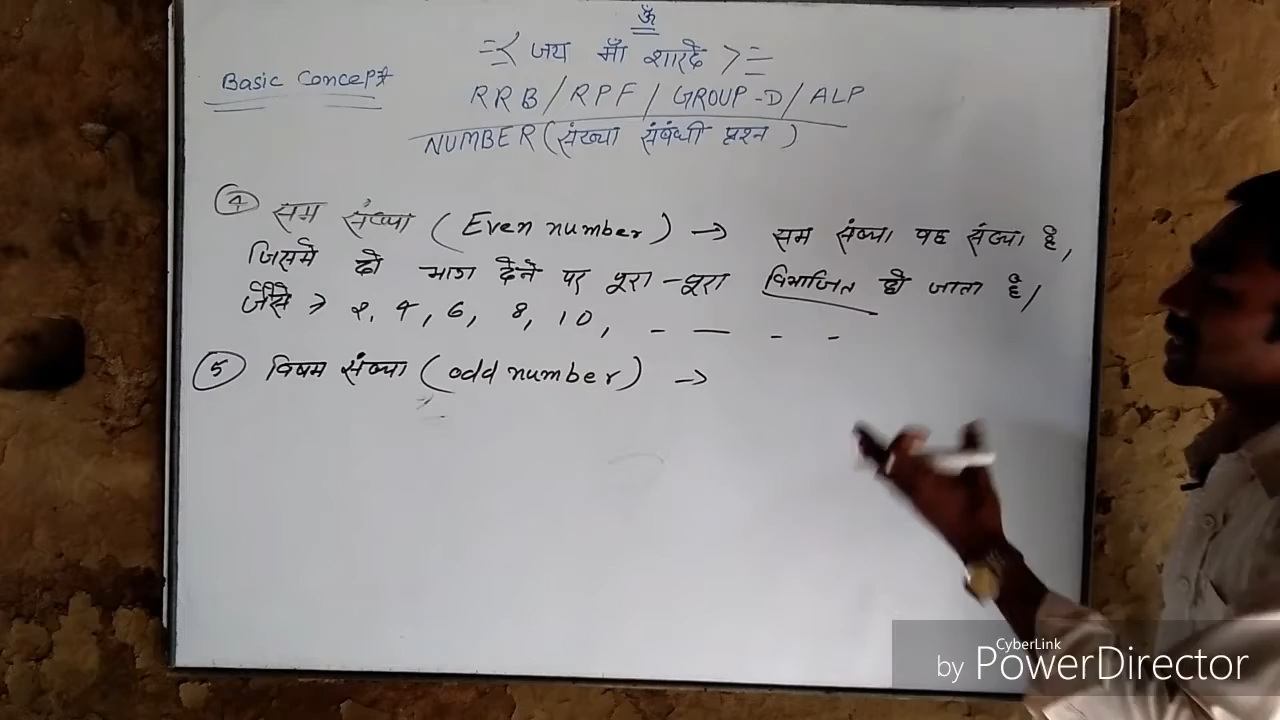 ॐ
जय माँ शारदे
Basic Concept
RRB/RPF/GROUP-D/ALP
NUMBER(संख्या संबंधी प्रश्न)
④ सम संख्या (Even number) → सम संख्या वह संख्या है,
जिसमे दो भाग देने पर पूरा-पूरा विभाजित हो जाता है।
जैसे → 2, 4, 6, 8, 10, - - - -
⑤ विषम संख्या (odd number) →
CyberLink
by PowerDirector